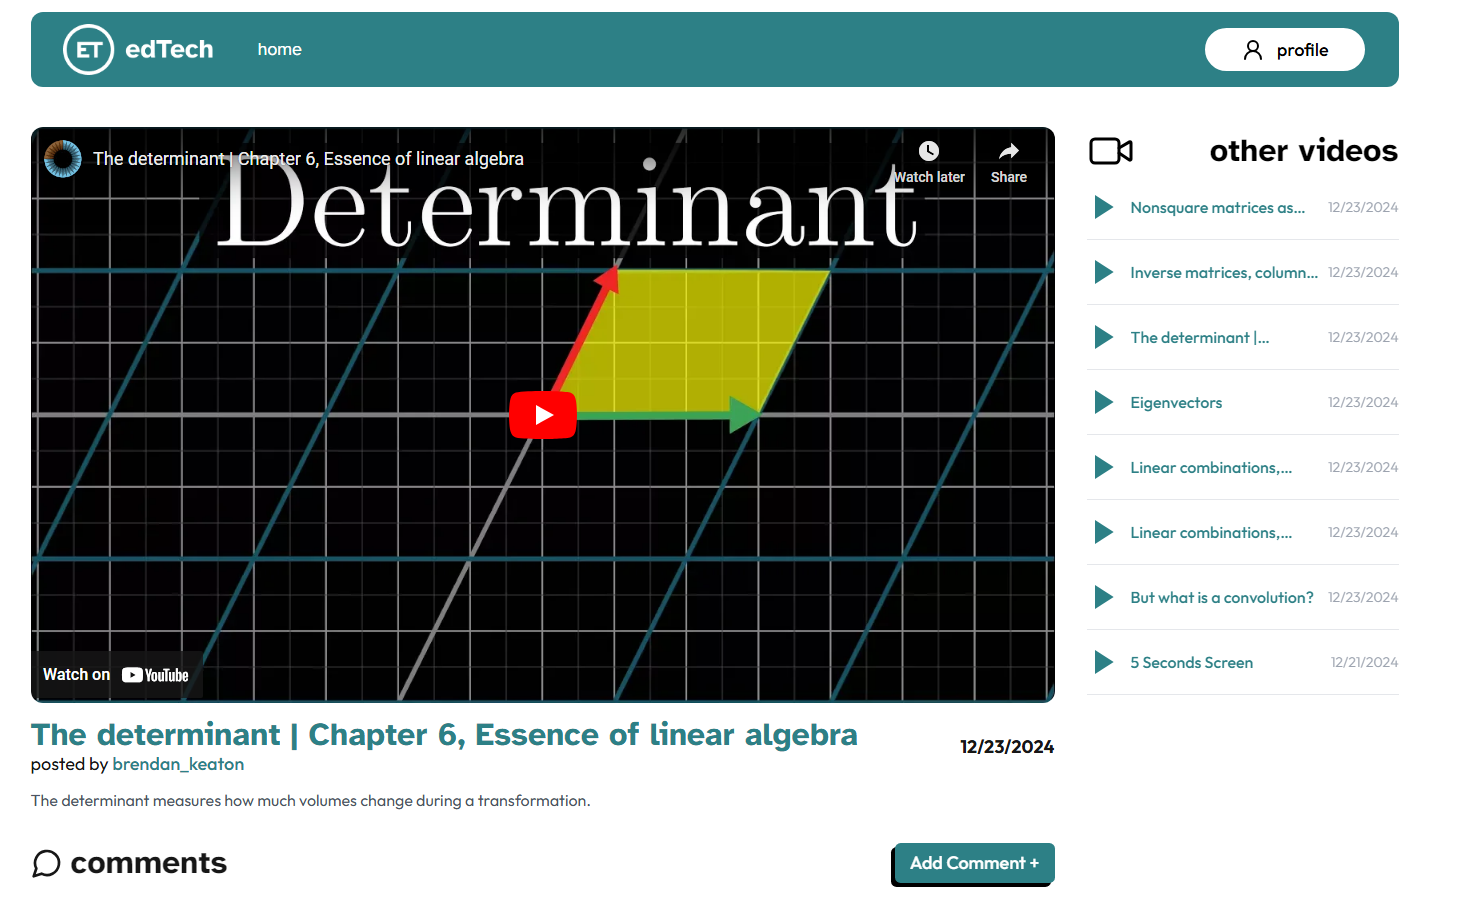 ET edTech home profile
The determinant | Chapter 6, Essence of linear algebra
Watch later Share
Determinant
Watch on YouTube
The determinant | Chapter 6, Essence of linear algebra
12/23/2024
posted by brendan_keaton
The determinant measures how much volumes change during a transformation.
comments
Add Comment +
other videos
Nonsquare matrices as... 12/23/2024
Inverse matrices, column... 12/23/2024
The determinant |... 12/23/2024
Eigenvectors 12/23/2024
Linear combinations,... 12/23/2024
Linear combinations,... 12/23/2024
But what is a convolution? 12/23/2024
5 Seconds Screen 12/21/2024